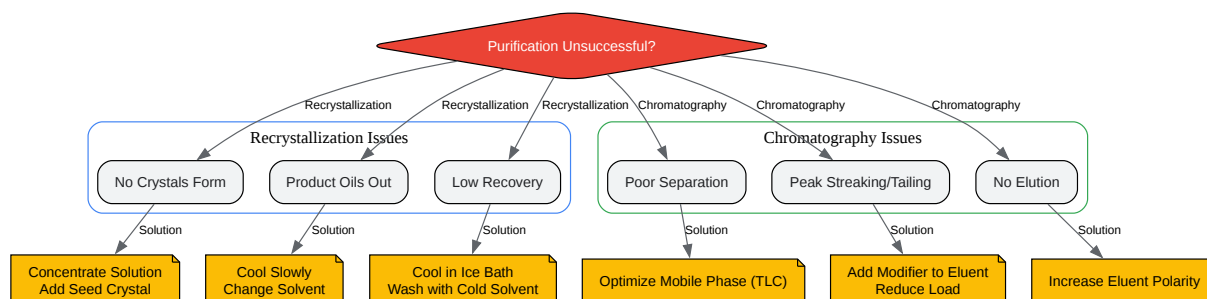 Purification Unsuccessful?
Recrystallization
Recrystallization
Recrystallization
Chromatography
Chromatography
Chromatography
Recrystallization Issues
Chromatography Issues
No Crystals Form
Product Oils Out
Low Recovery
Poor Separation
Peak Streaking/Tailing
No Elution
Solution
Solution
Solution
Solution
Solution
Solution
Concentrate Solution
Add Seed Crystal
Cool Slowly
Change Solvent
Cool in Ice Bath
Wash with Cold Solvent
Optimize Mobile Phase (TLC)
Add Modifier to Eluent
Reduce Load
Increase Eluent Polarity